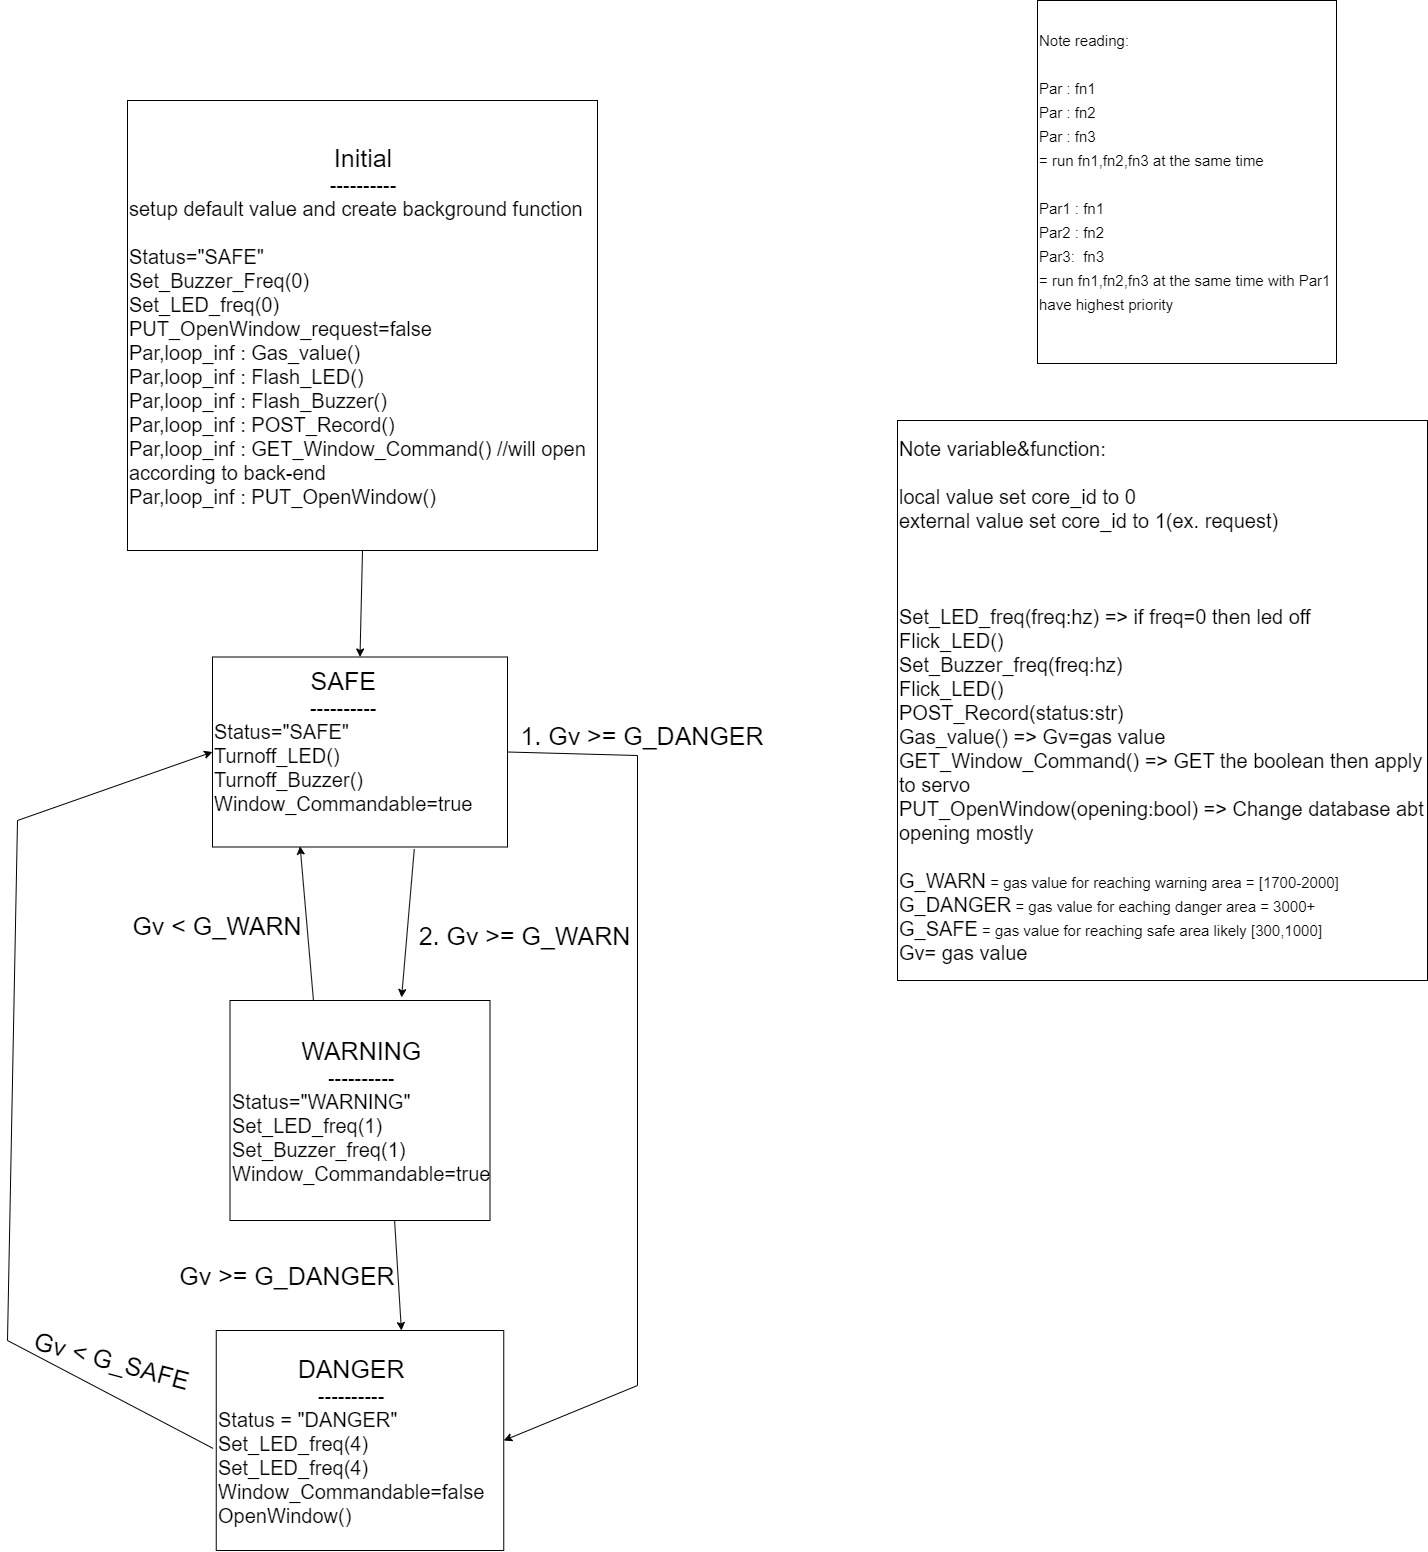 Initial
----------
setup default value and create background function
Status="SAFE"
Set_Buzzer_Freq(0)
Set_LED_freq(0)
PUT_OpenWindow_request=false
Par,loop_inf : Gas_value()
Par,loop_inf : Flash_LED()
Par,loop_inf : Flash_Buzzer()
Par,loop_inf : POST_Record()
Par,loop_inf : GET_Window_Command() //will open
according to back-end
Par,loop_inf : PUT_OpenWindow()
SAFE
----------
Status="SAFE"
Turnoff_LED()
Turnoff_Buzzer()
Window_Commandable=true
1. Gv >= G_DANGER
Gv < G_WARN
2. Gv >= G_WARN
WARNING
----------
Status="WARNING"
Set_LED_freq(1)
Set_Buzzer_freq(1)
Window_Commandable=true
Gv >= G_DANGER
Gv < G_SAFE
DANGER
----------
Status = "DANGER"
Set_LED_freq(4)
Set_LED_freq(4)
Window_Commandable=false
OpenWindow()
Note reading:
Par : fn1
Par : fn2
Par : fn3
= run fn1,fn2,fn3 at the same time
Par1 : fn1
Par2 : fn2
Par3:  fn3
= run fn1,fn2,fn3 at the same time with Par1
have highest priority
Note variable&function:
local value set core_id to 0
external value set core_id to 1(ex. request)
Set_LED_freq(freq:hz) => if freq=0 then led off
Flick_LED()
Set_Buzzer_freq(freq:hz)
Flick_LED()
POST_Record(status:str)
Gas_value() => Gv=gas value
GET_Window_Command() => GET the boolean then apply
to servo
PUT_OpenWindow(opening:bool) => Change database abt
opening mostly
G_WARN = gas value for reaching warning area = [1700-2000]
G_DANGER = gas value for eaching danger area = 3000+
G_SAFE = gas value for reaching safe area likely [300,1000]
Gv= gas value